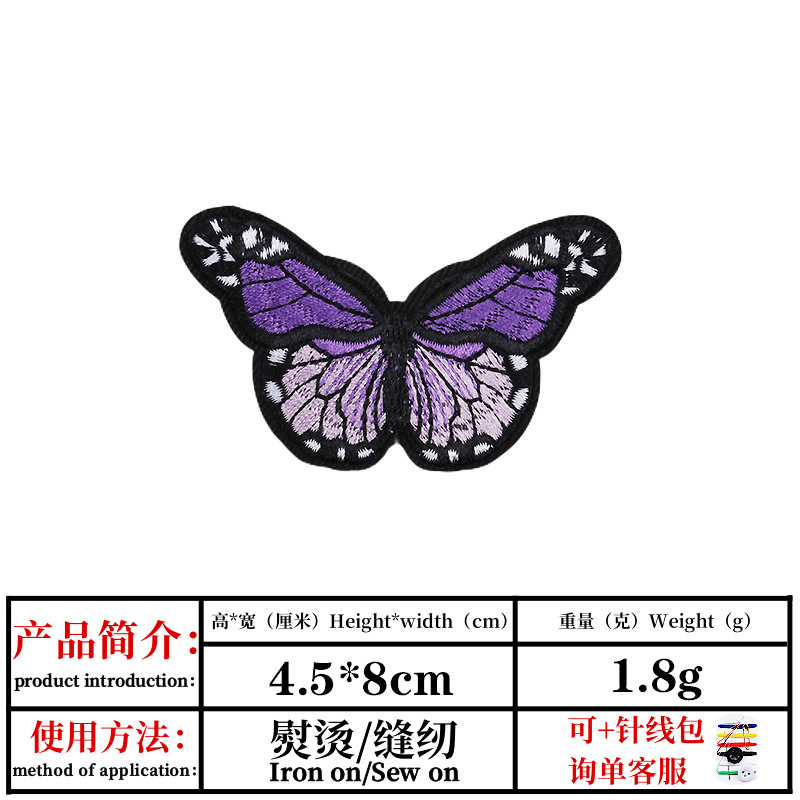 产品简介：
product introduction:
高*宽（厘米）Height*width（cm）
重量（克）Weight（g）
4.5*8cm
1.8g
使用方法：
method of application:
熨烫/缝纫
Iron on/Sew on
可+针线包
询单客服